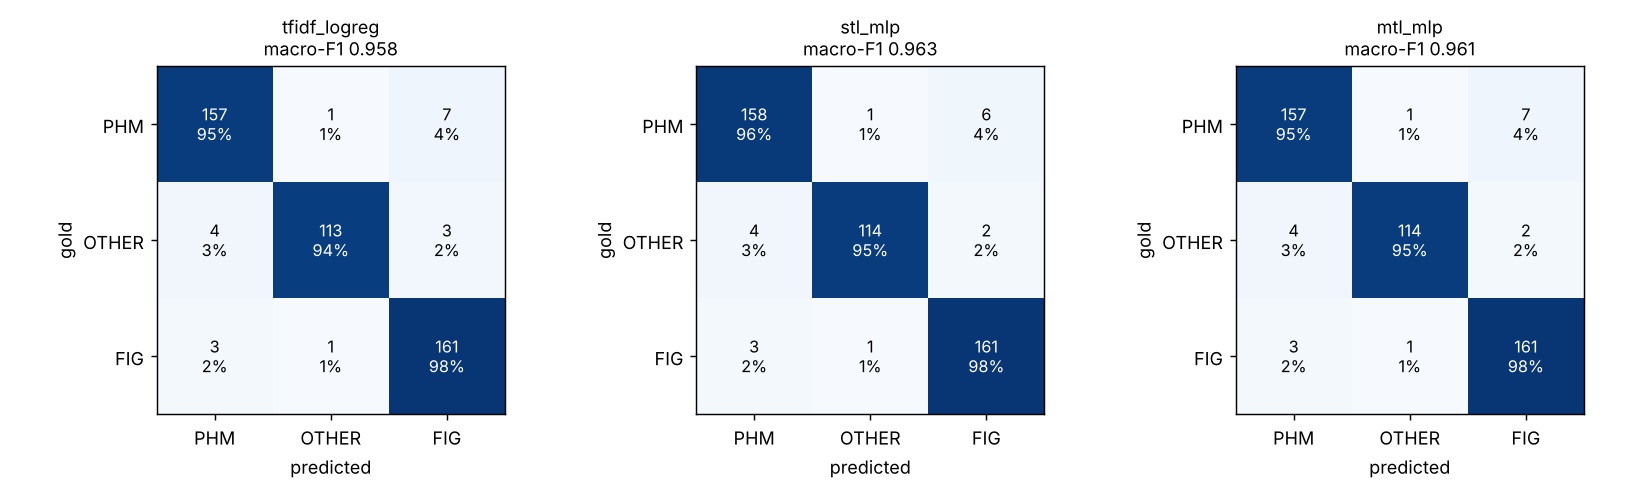 tfidf_logreg
macro-F1 0.958
gold
PHM
OTHER
FIG
157
95%
1
1%
7
4%
4
3%
113
94%
3
2%
3
2%
1
1%
161
98%
PHM
OTHER
FIG
predicted
stl_mlp
macro-F1 0.963
gold
PHM
OTHER
FIG
158
96%
1
1%
6
4%
4
3%
114
95%
2
2%
3
2%
1
1%
161
98%
PHM
OTHER
FIG
predicted
mtl_mlp
macro-F1 0.961
gold
PHM
OTHER
FIG
157
95%
1
1%
7
4%
4
3%
114
95%
2
2%
3
2%
1
1%
161
98%
PHM
OTHER
FIG
predicted